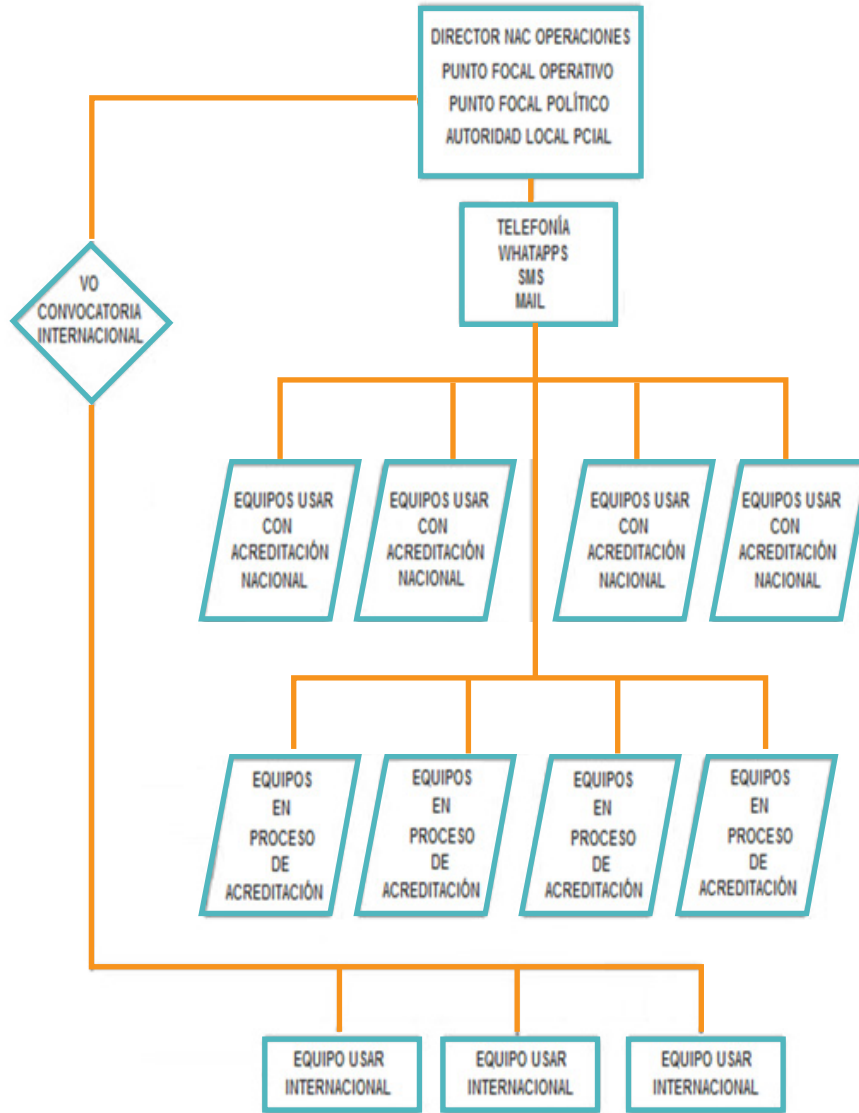 DIRECTOR NAC OPERACIONES
PUNTO FOCAL OPERATIVO
PUNTO FOCAL POLÍTICO
AUTORIDAD LOCAL PCIAL
TELEFONÍA
WHATAPPS
SMS
MAIL
VO
CONVOCATORIA
INTERNACIONAL
EQUIPOS USAR
CON
ACREDITACIÓN
NACIONAL
EQUIPOS USAR
CON
ACREDITACIÓN
NACIONAL
EQUIPOS USAR
CON
ACREDITACIÓN
NACIONAL
EQUIPOS USAR
CON
ACREDITACIÓN
NACIONAL
EQUIPOS
EN
PROCESO
DE
ACREDITACIÓN
EQUIPOS
EN
PROCESO
DE
ACREDITACIÓN
EQUIPOS
EN
PROCESO
DE
ACREDITACIÓN
EQUIPOS
EN
PROCESO
DE
ACREDITACIÓN
EQUIPO USAR
INTERNACIONAL
EQUIPO USAR
INTERNACIONAL
EQUIPO USAR
INTERNACIONAL